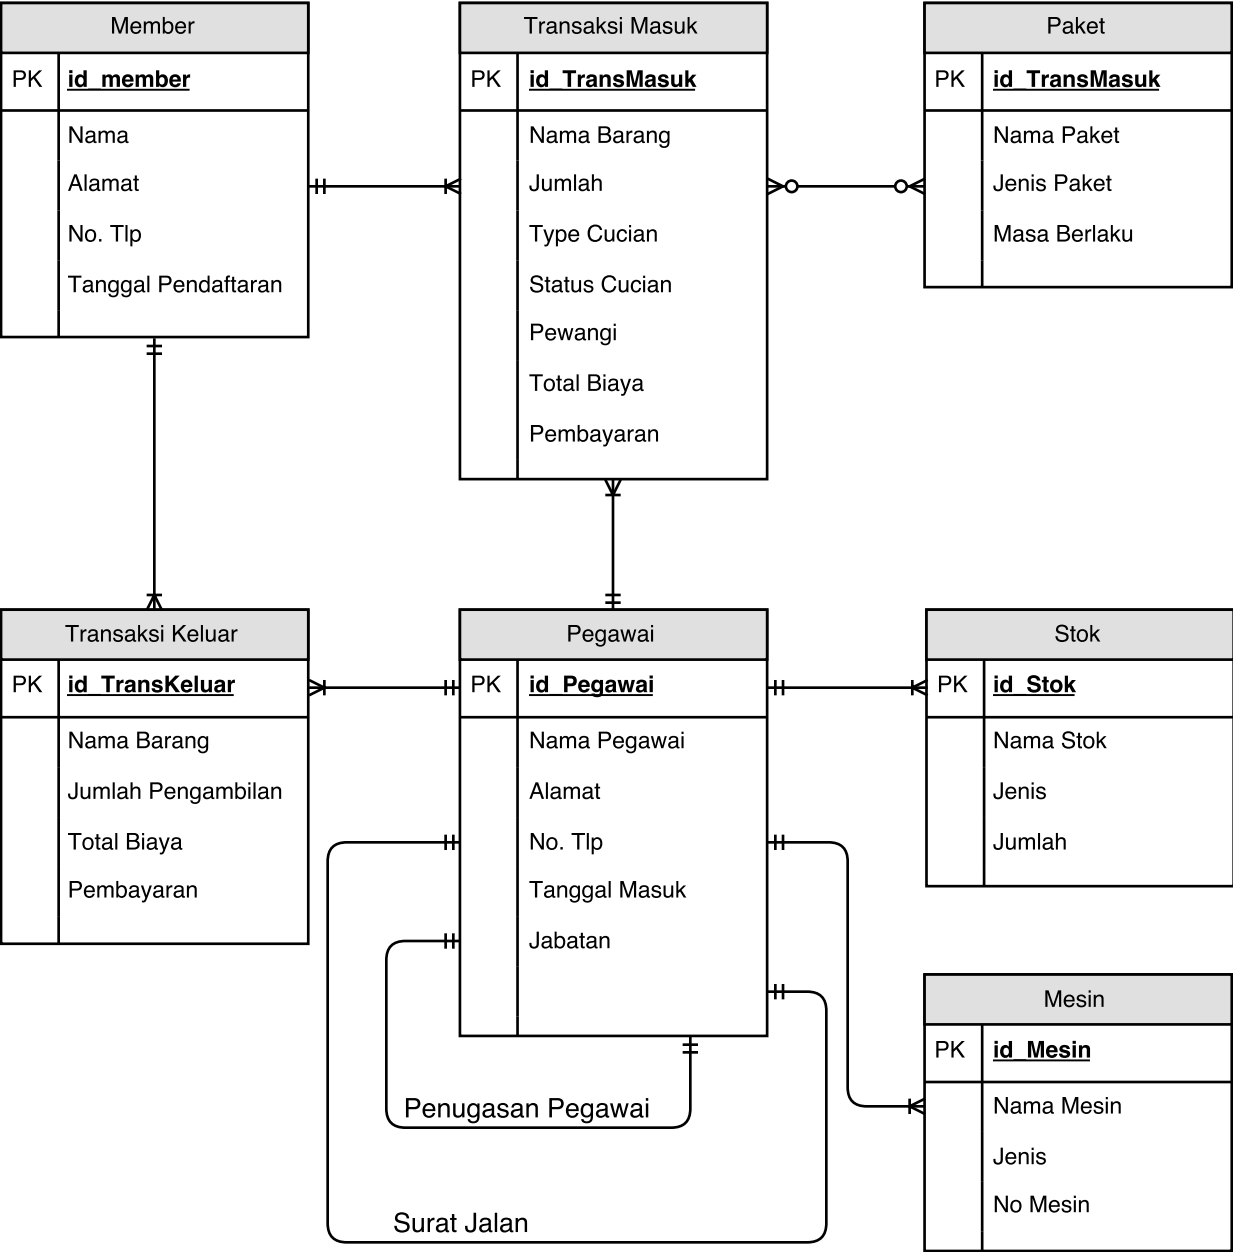 Member
PK id_member
Nama
Alamat
No. Tlp
Tanggal Pendaftaran
Transaksi Masuk
PK id_TransMasuk
Nama Barang
Jumlah
Type Cucian
Status Cucian
Pewangi
Total Biaya
Pembayaran
Paket
PK id_TransMasuk
Nama Paket
Jenis Paket
Masa Berlaku
Transaksi Keluar
PK id_TransKeluar
Nama Barang
Jumlah Pengambilan
Total Biaya
Pembayaran
Pegawai
PK id_Pegawai
Nama Pegawai
Alamat
No. Tlp
Tanggal Masuk
Jabatan
Stok
PK id_Stok
Nama Stok
Jenis
Jumlah
Mesin
PK id_Mesin
Nama Mesin
Jenis
No Mesin
Penugasan Pegawai
Surat Jalan